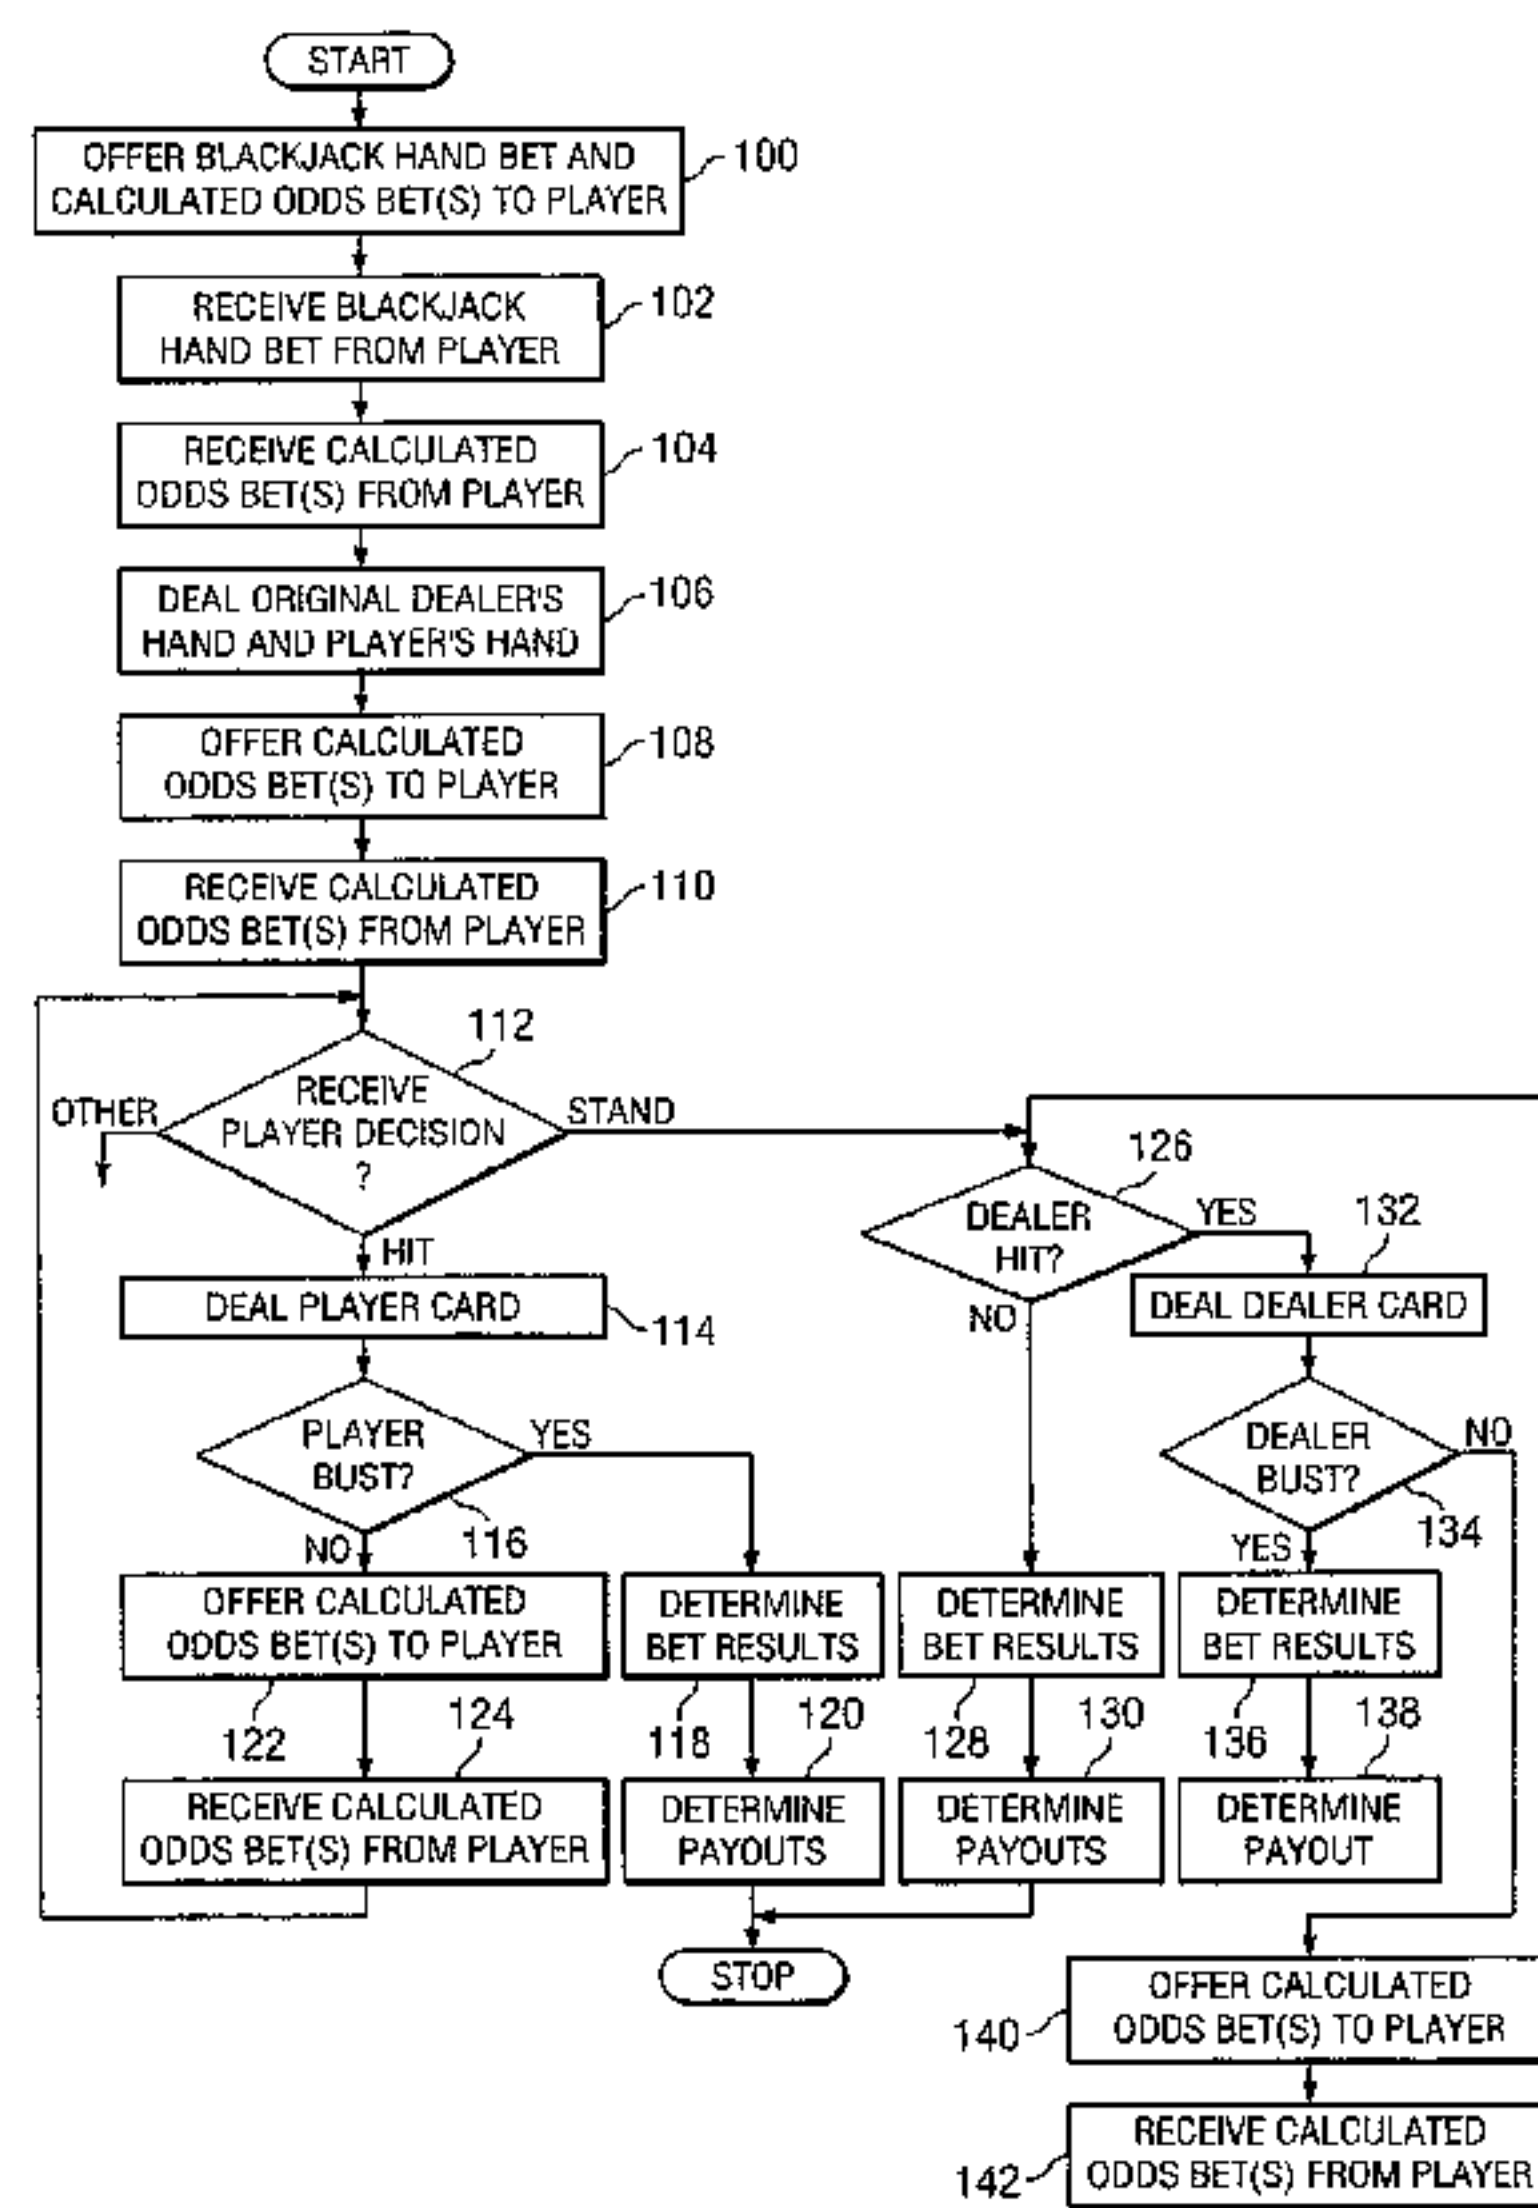 START
OFFER BLACKJACK HAND BET AND
CALCULATED ODDS BET(S) TO PLAYER
100
RECEIVE BLACKJACK
HAND BET FROM PLAYER
102
RECEIVE CALCULATED
ODDS BET(S) FROM PLAYER
104
DEAL ORIGINAL DEALER'S
HAND AND PLAYER'S HAND
106
OFFER CALCULATED
ODDS BET(S) TO PLAYER
108
RECEIVE CALCULATED
ODDS BET(S) FROM PLAYER
110
112
OTHER
RECEIVE
PLAYER DECISION
?
STAND
HIT
DEAL PLAYER CARD
114
PLAYER
BUST?
YES
NO
116
OFFER CALCULATED
ODDS BET(S) TO PLAYER
122
124
RECEIVE CALCULATED
ODDS BET(S) FROM PLAYER
DETERMINE
BET RESULTS
118
120
DETERMINE
PAYOUTS
STOP
126
DEALER
HIT?
YES
NO
DETERMINE
BET RESULTS
128
130
DETERMINE
PAYOUTS
132
DEAL DEALER CARD
DEALER
BUST?
NO
134
YES
DETERMINE
BET RESULTS
136
138
DETERMINE
PAYOUT
OFFER CALCULATED
ODDS BET(S) TO PLAYER
140
RECEIVE CALCULATED
ODDS BET(S) FROM PLAYER
142